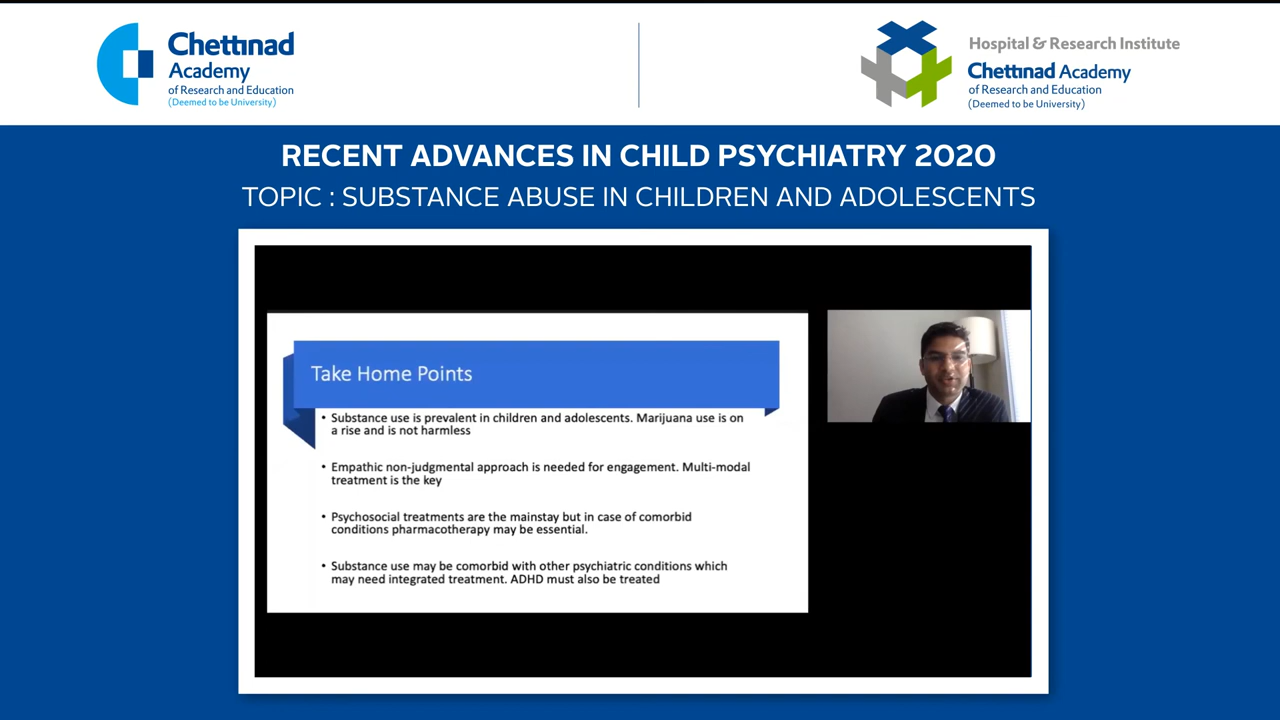 Chettinad
Academy
of Research and Education
(Deemed to be University)
Hospital & Research Institute
Chettinad Academy
of Research and Education
(Deemed to be University)
RECENT ADVANCES IN CHILD PSYCHIATRY 2020
TOPIC : SUBSTANCE ABUSE IN CHILDREN AND ADOLESCENTS
Take Home Points
• Substance use is prevalent in children and adolescents. Marijuana use is on
a rise and is not harmless
• Empathic non-judgmental approach is needed for engagement. Multi-modal
treatment is the key
• Psychosocial treatments are the mainstay but in case of comorbid
conditions pharmacotherapy may be essential.
• Substance use may be comorbid with other psychiatric conditions which
may need integrated treatment. ADHD must also be treated